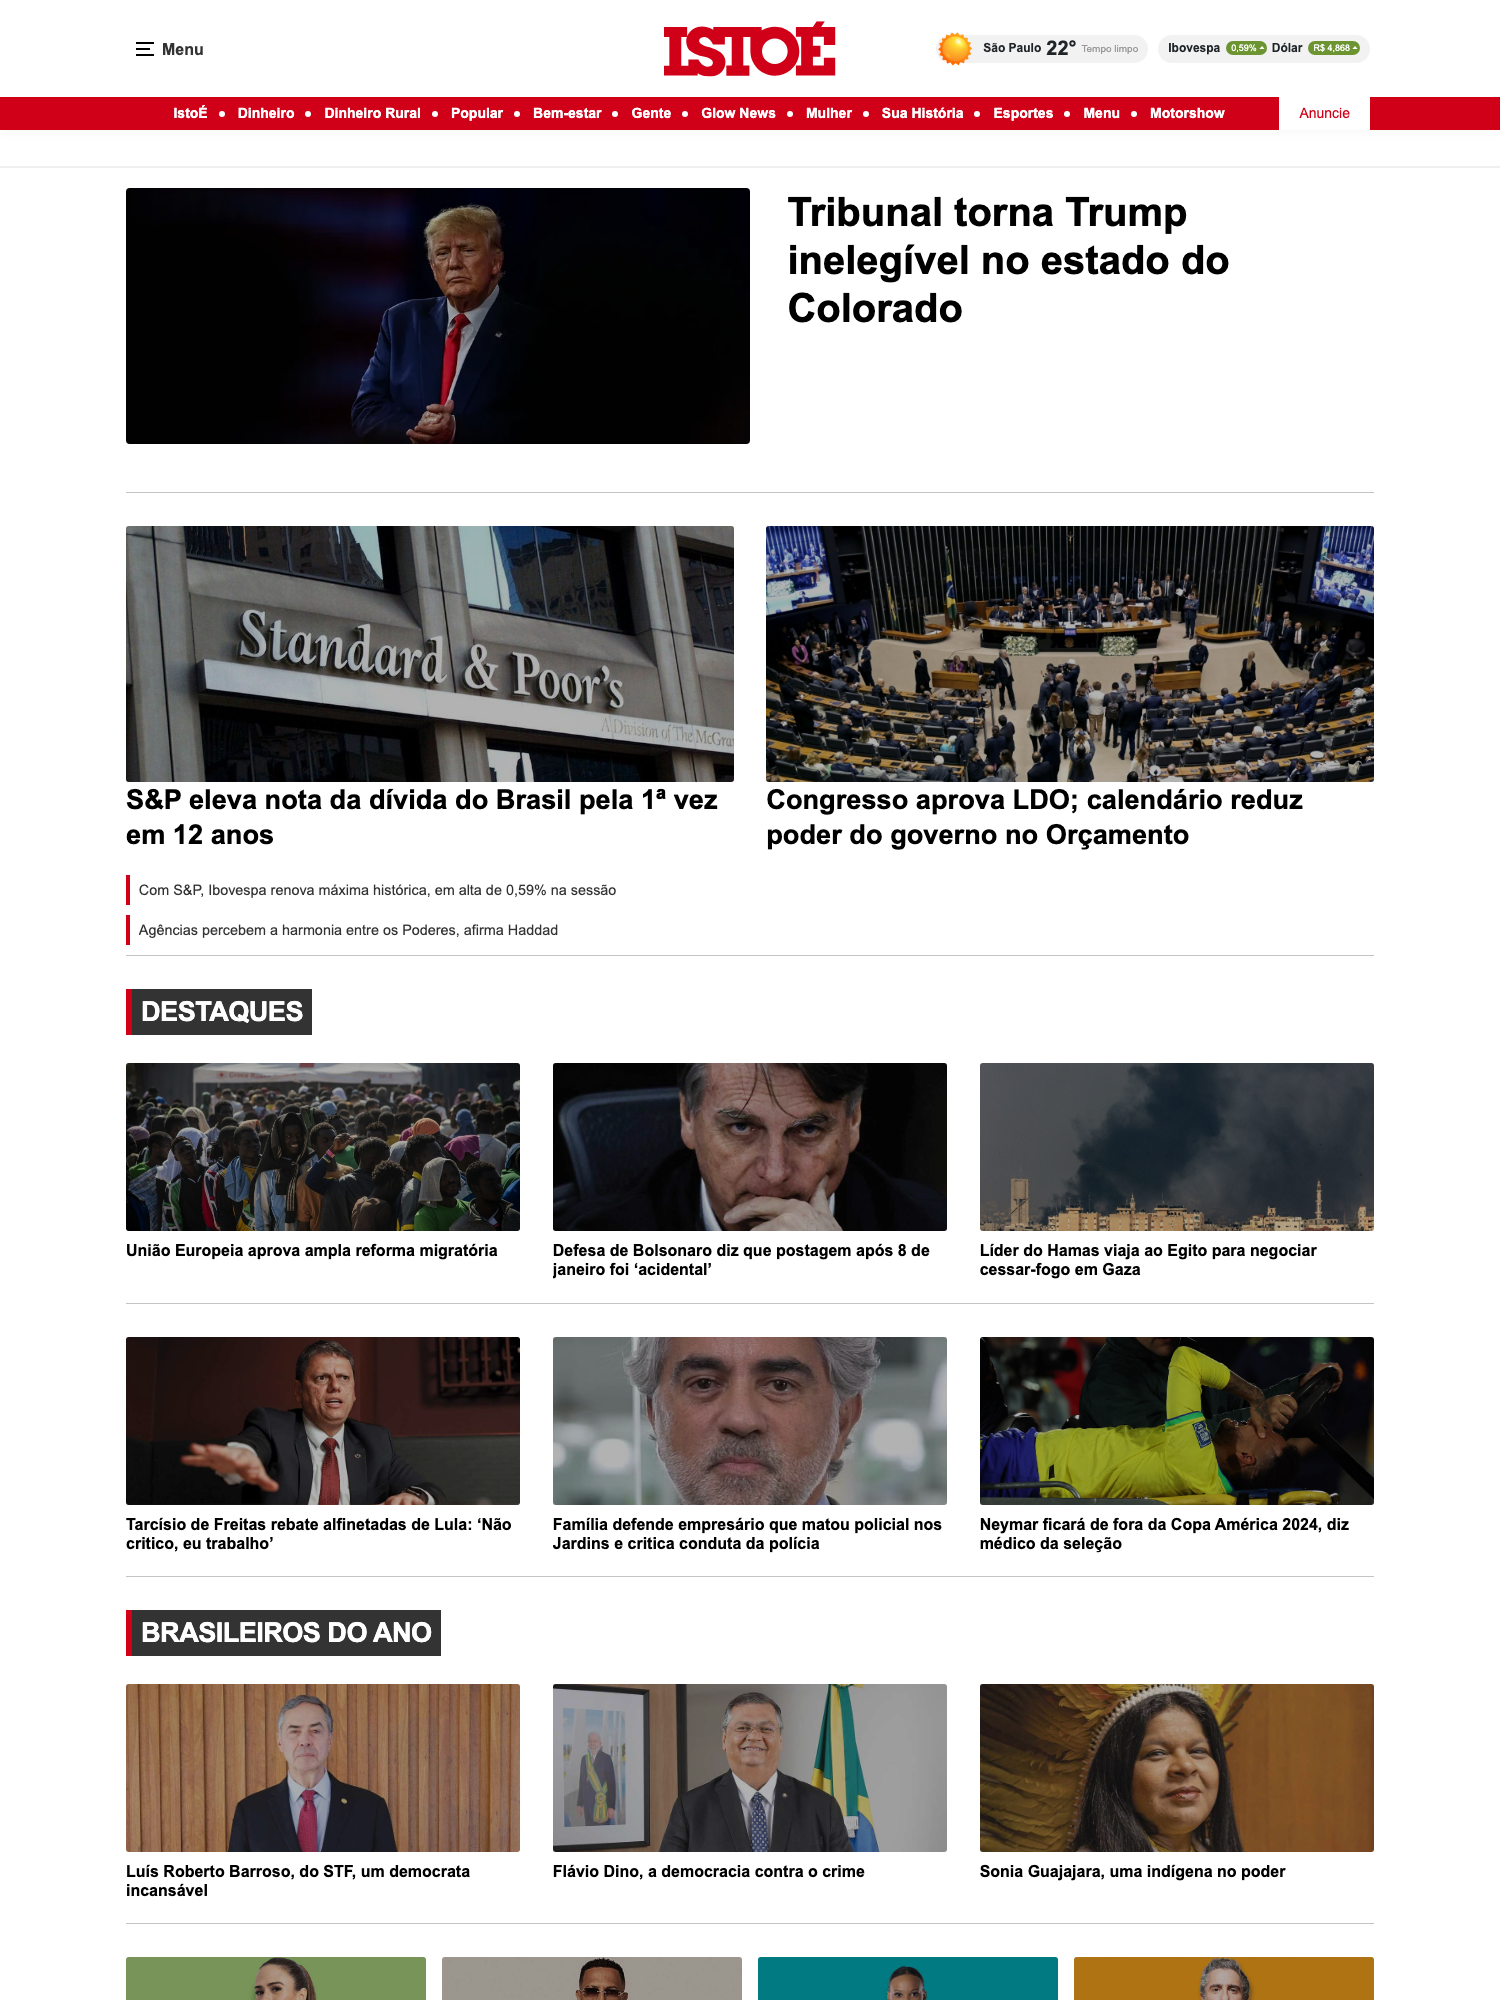 Menu
ISTOÉ
São Paulo 22° Tempo limpo
Ibovespa 0,59% Dólar R$ 4,868
IstoÉ • Dinheiro • Dinheiro Rural • Popular • Bem-estar • Gente • Glow News • Mulher • Sua História • Esportes • Menu • Motorshow
Anuncie
Tribunal torna Trump
inelegível no estado do
Colorado
Standard & Poor's
A Division of The McGra
S&P eleva nota da dívida do Brasil pela 1ª vez
em 12 anos
Com S&P, Ibovespa renova máxima histórica, em alta de 0,59% na sessão
Agências percebem a harmonia entre os Poderes, afirma Haddad
Congresso aprova LDO; calendário reduz
poder do governo no Orçamento
DESTAQUES
União Europeia aprova ampla reforma migratória
Defesa de Bolsonaro diz que postagem após 8 de
janeiro foi ‘acidental’
Líder do Hamas viaja ao Egito para negociar
cessar-fogo em Gaza
Tarcísio de Freitas rebate alfinetadas de Lula: ‘Não
critico, eu trabalho’
Família defende empresário que matou policial nos
Jardins e critica conduta da polícia
Neymar ficará de fora da Copa América 2024, diz
médico da seleção
BRASILEIROS DO ANO
Luís Roberto Barroso, do STF, um democrata
incansável
Flávio Dino, a democracia contra o crime
Sonia Guajajara, uma indígena no poder